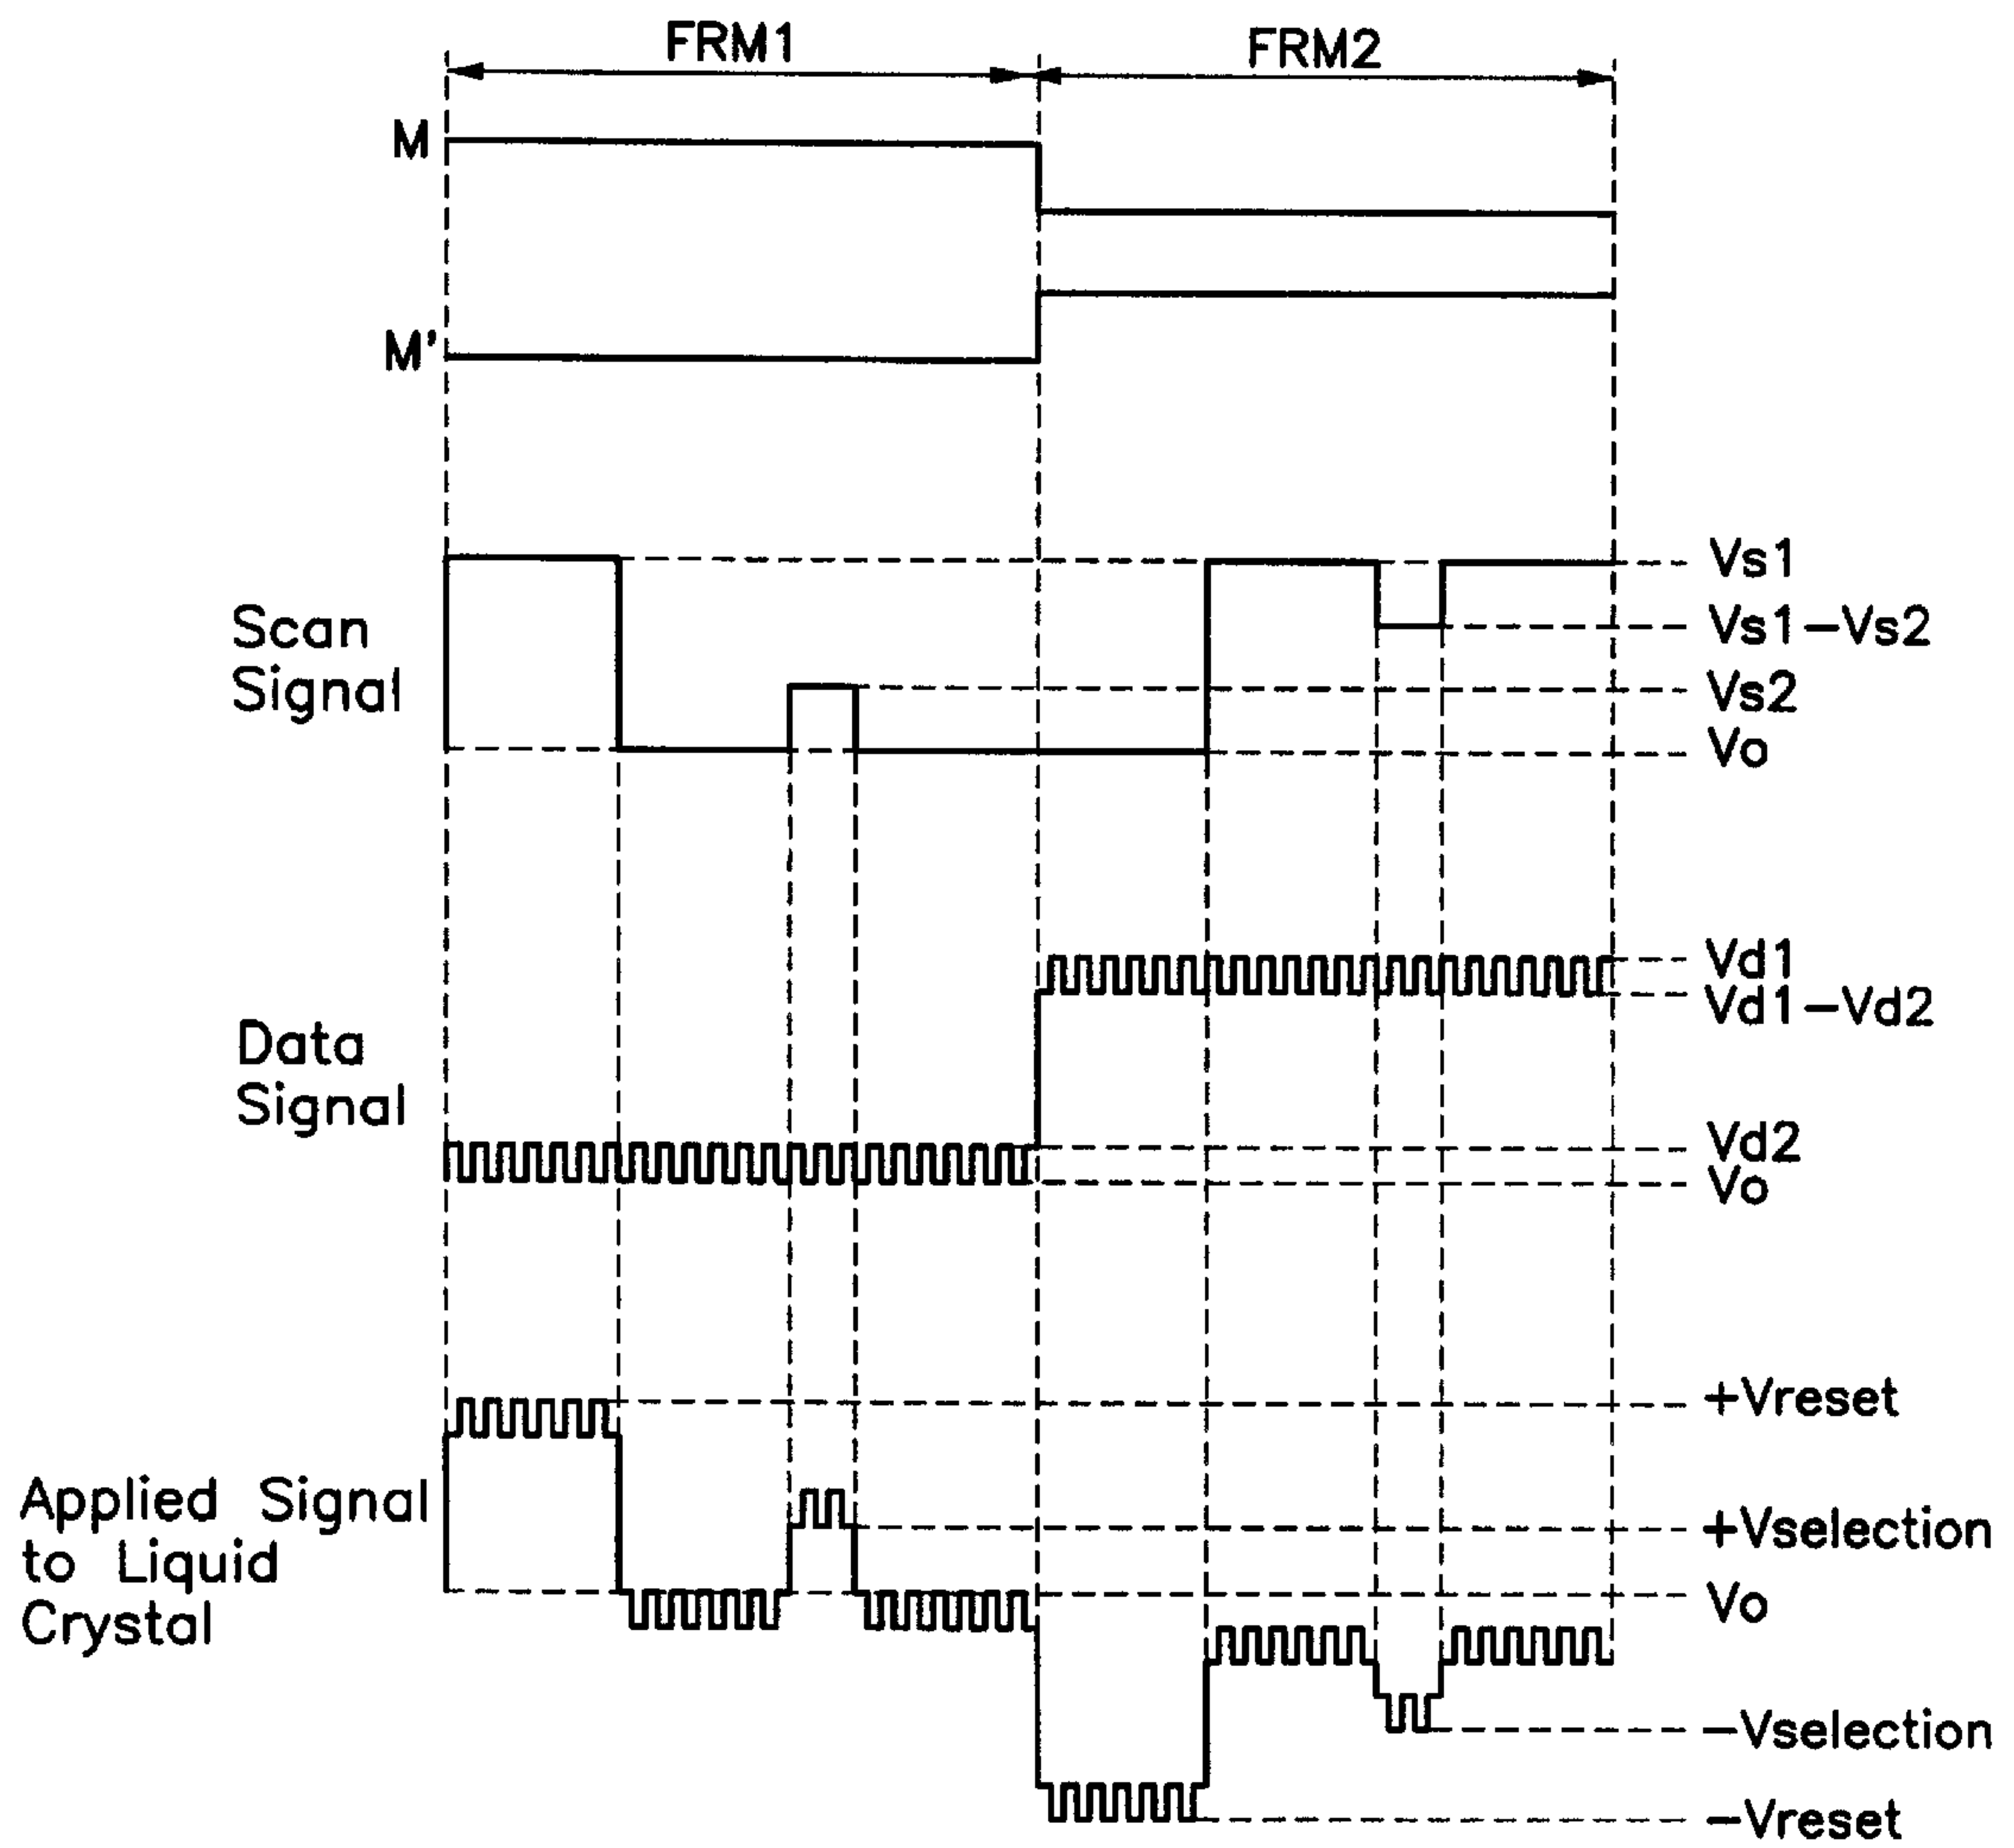 FRM1 FRM2
M
M'
Scan
Signal
Vs1
Vs1-Vs2
Vs2
Vo
Data
Signal
Vd1
Vd1-Vd2
Vd2
Vo
Applied Signal
to Liquid
Crystal
+Vreset
+Vselection
Vo
-Vselection
-Vreset